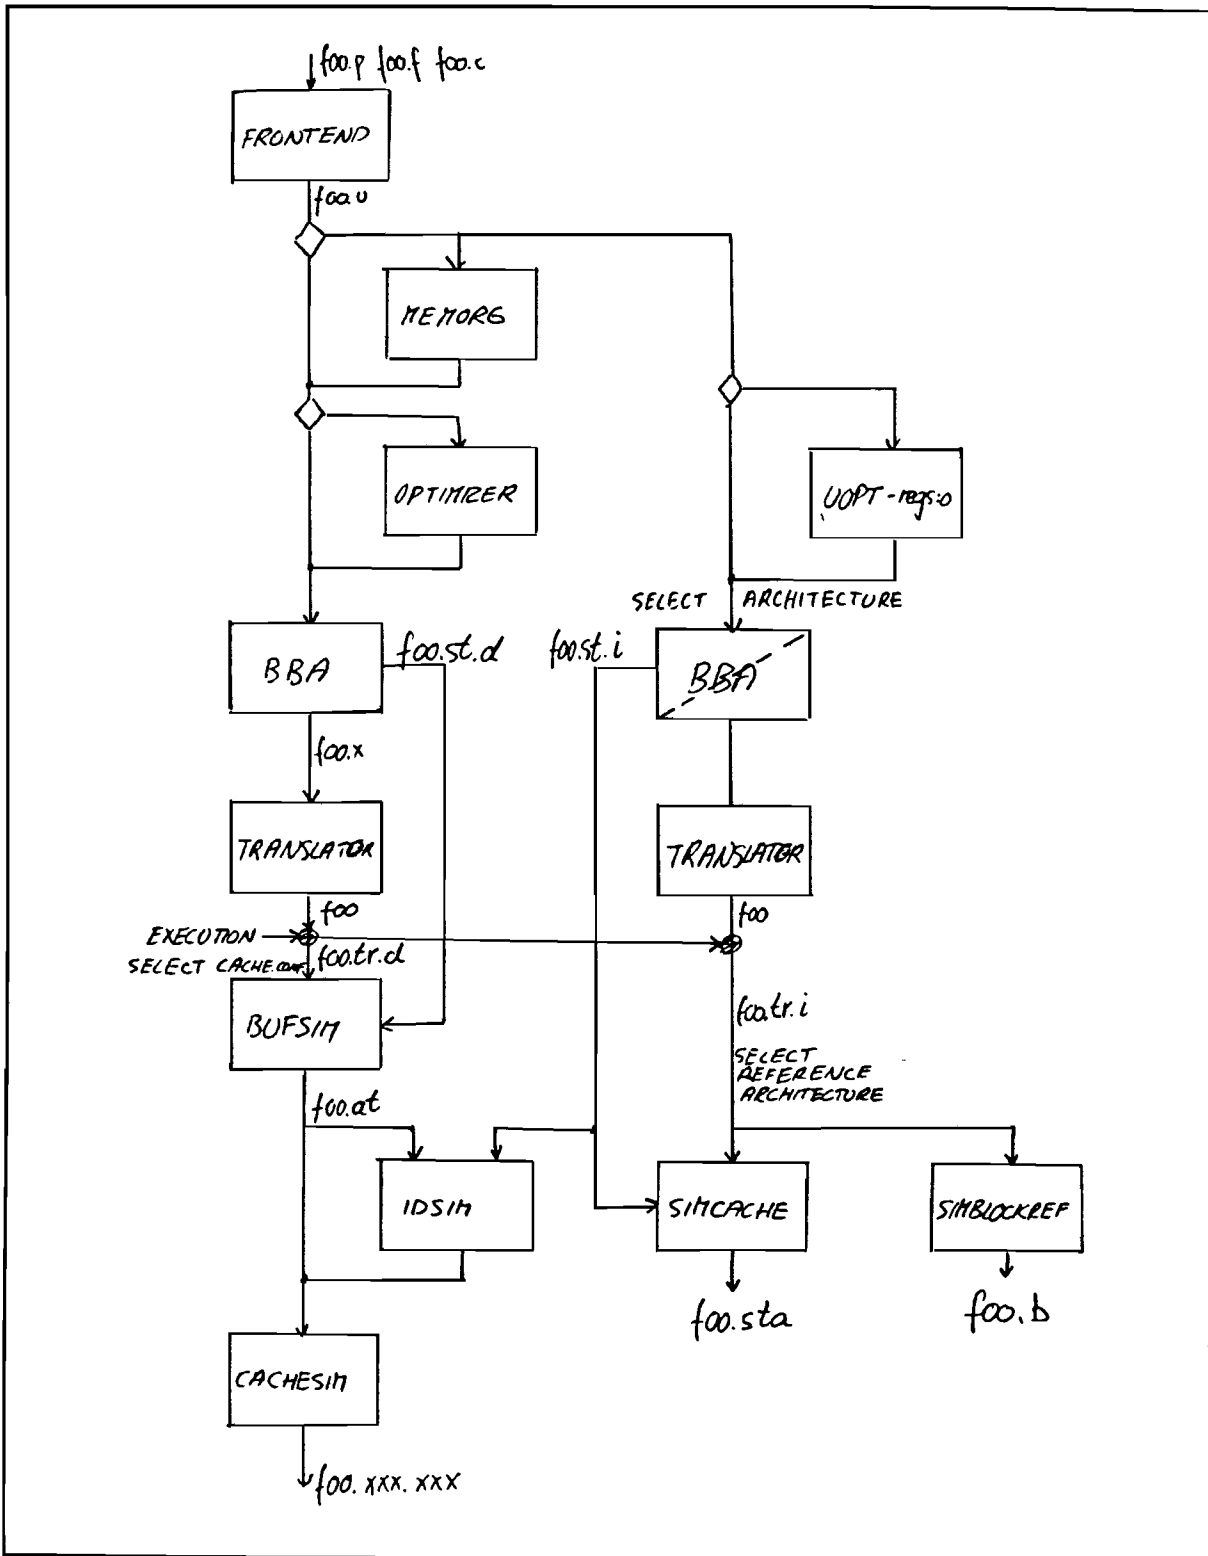 foo.p foo.f foo.c
FRONTEND
foo.u
MEMORG
OPTIMIZER
UOPT-regs:0
SELECT ARCHITECTURE
BBA
foo.st.d
foo.st.i
BBA
foo.x
TRANSLATOR
TRANSLATOR
foo
foo
EXECUTION
SELECT CACHE.conf
foo.tr.d
BUFSIM
foo.tr.i
SELECT
REFERENCE
ARCHITECTURE
foo.at
IDSIM
SIMCACHE
SIMBLOCKREF
foo.sta
foo.b
CACHESIM
foo.xxx.xxx